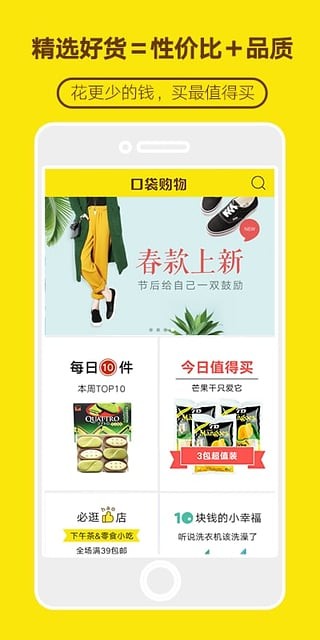 精选好货=性价比+品质
花更少的钱，买最值得买
口袋购物
NEW
春款上新
节后给自己一双鼓励
每日10件
本周TOP10
QUATTRO
今日值得买
芒果干只爱它
7D
3包超值装
必逛hao店
下午茶&零食小吃
全场满39包邮
10块钱的小幸福
听说洗衣机该洗澡了